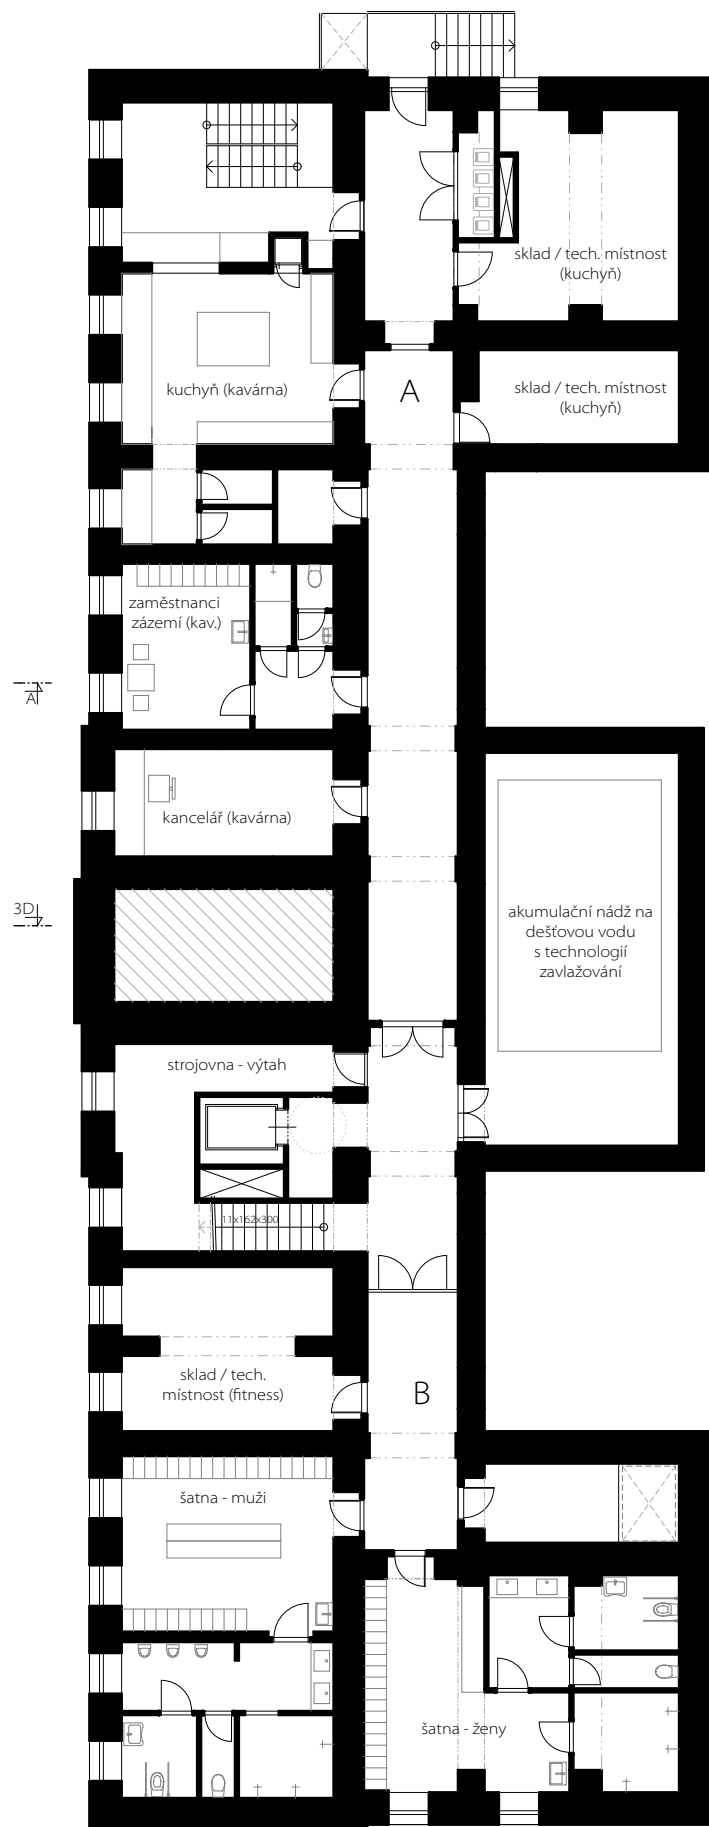 sklad / tech. místnost
(kuchyň)
kuchyň (kavárna)
A
sklad / tech. místnost
(kuchyň)
zaměstnanci
zázemí (kav.)
A
kancelář (kavárna)
3D
akumulační nádž na
dešťovou vodu
s technologií
zavlažování
strojovna - výtah
11x162x300
sklad / tech.
místnost (fitness)
B
šatna - muži
šatna - ženy